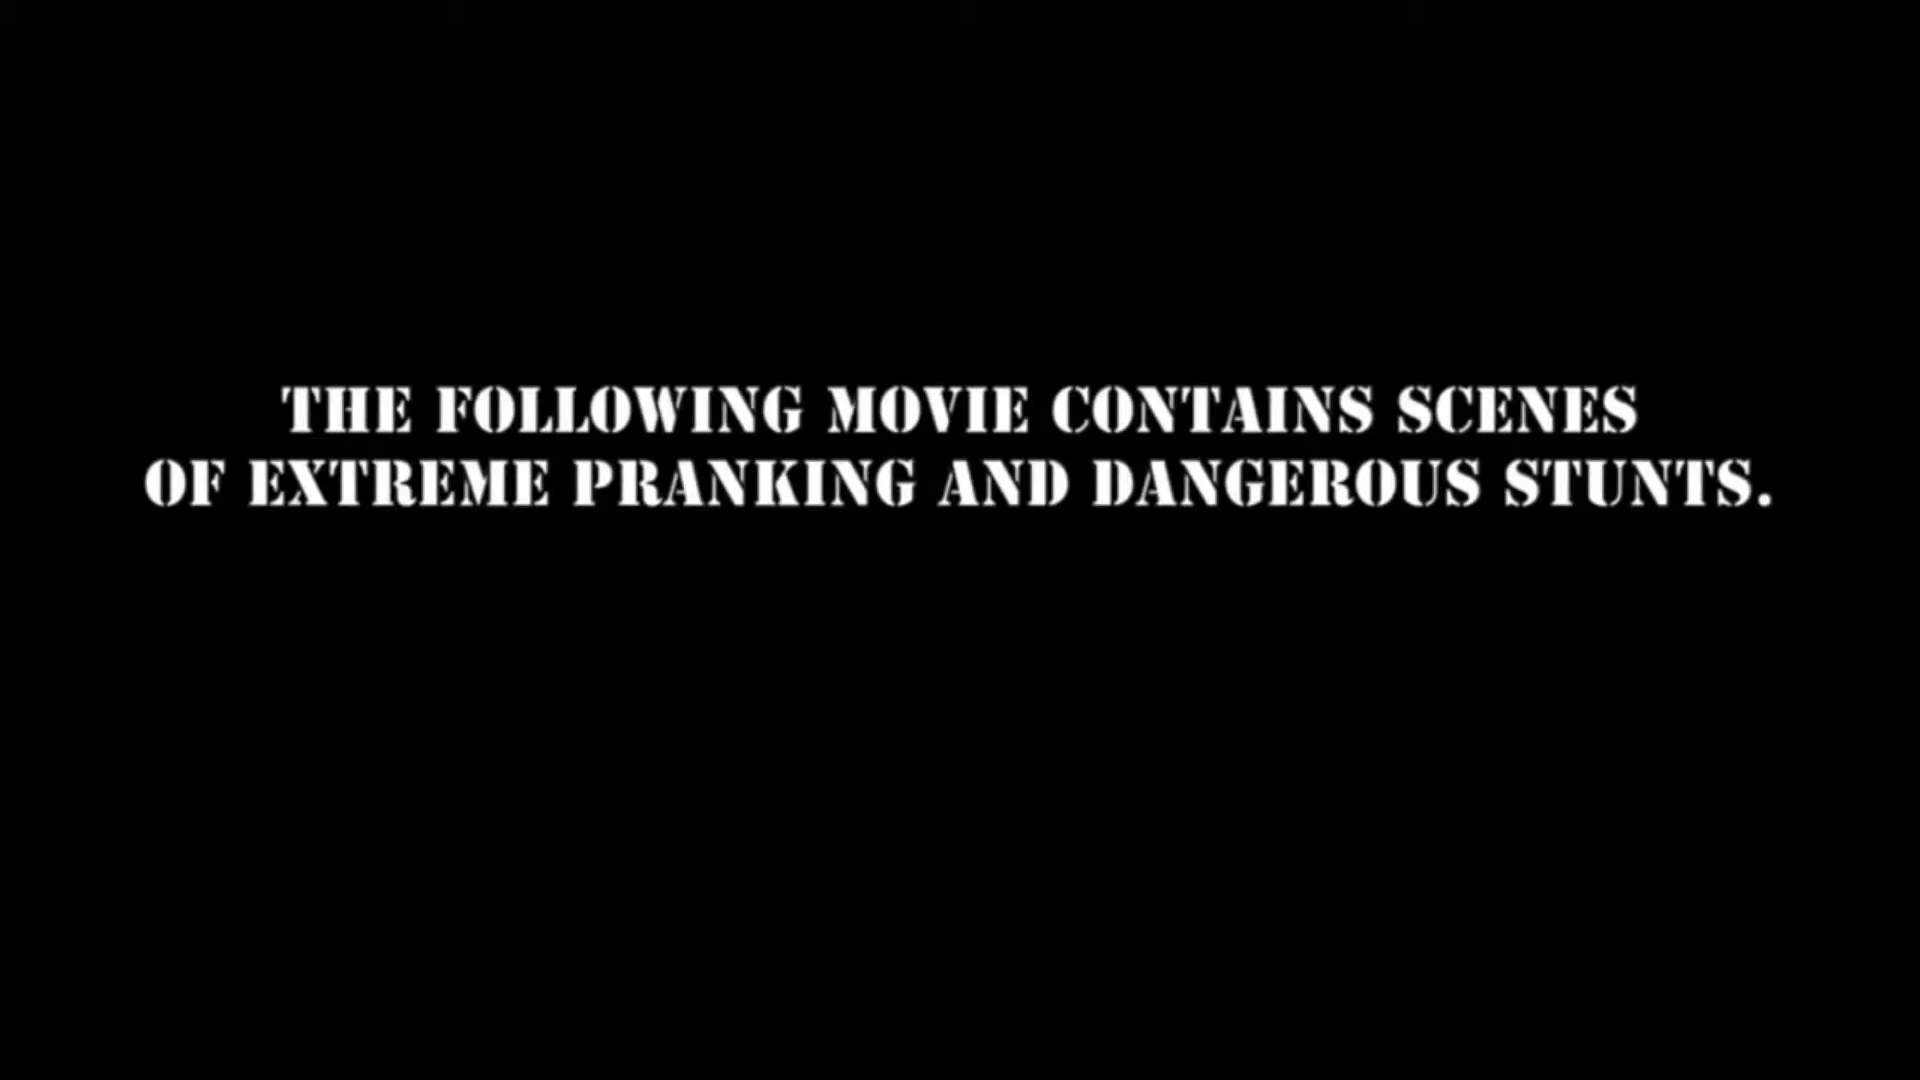 THE FOLLOWING MOVIE CONTAINS SCENES
OF EXTREME PRANKING AND DANGEROUS STUNTS.